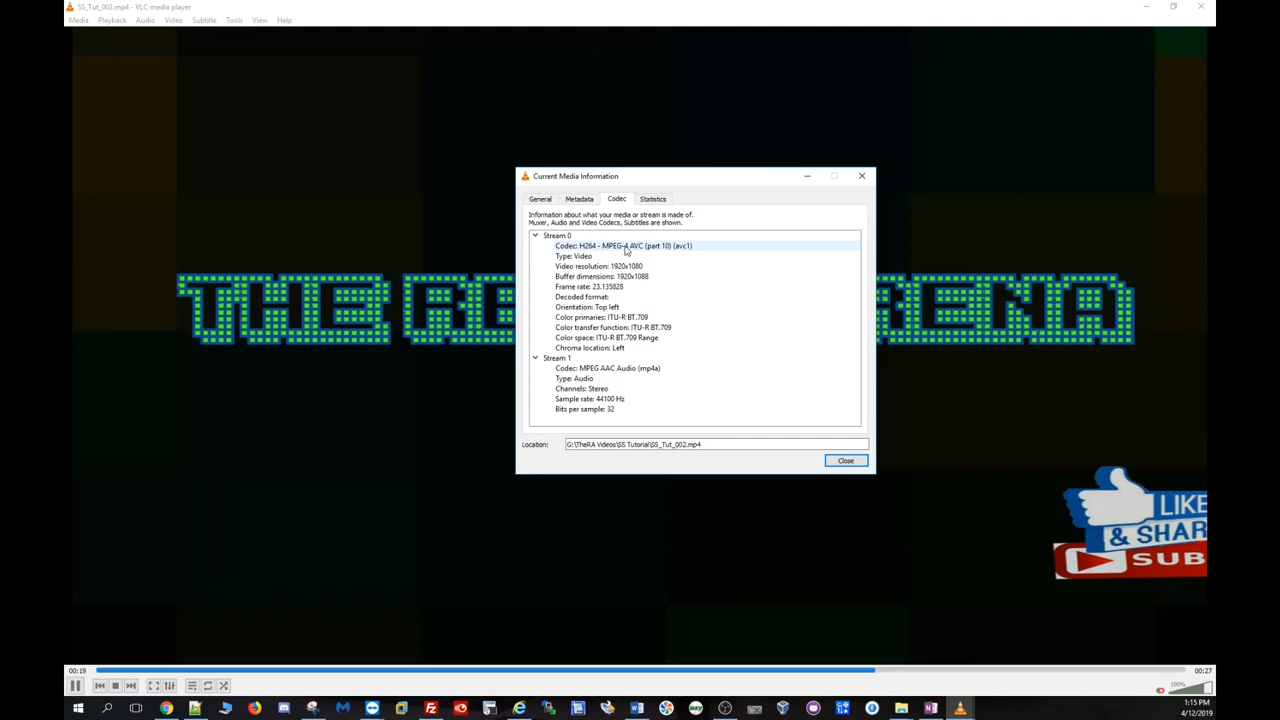 SS_Tut_002.mp4 - VLC media player
Media Playback Audio Video Subtitle Tools View Help
Current Media Information
General Metadata Codec Statistics
Information about what your media or stream is made of.
Muxer, Audio and Video Codecs, Subtitles are shown.
Stream 0
Codec: H264 - MPEG-4 AVC (part 10) (avc1)
Type: Video
Video resolution: 1920x1080
Buffer dimensions: 1920x1088
Frame rate: 23.135828
Decoded format:
Orientation: Top left
Color primaries: ITU-R BT.709
Color transfer function: ITU-R BT.709
Color space: ITU-R BT.709 Range
Chroma location: Left
Stream 1
Codec: MPEG AAC Audio (mp4a)
Type: Audio
Channels: Stereo
Sample rate: 44100 Hz
Bits per sample: 32
Location: G:\TheRA Videos\SS Tutorial\SS_Tut_002.mp4
Close
THE RE
RENA
LIKE
& SHAR
SUB
00:19
00:27
100%
MEV
1:15 PM
4/12/2019